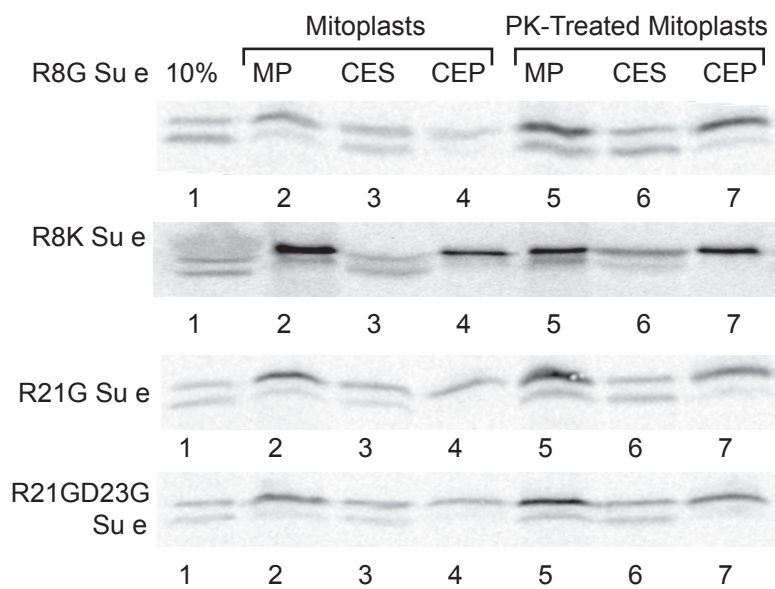 Mitoplasts PK-Treated Mitoplasts
R8G Su e 10% MP CES CEP MP CES CEP
1 2 3 4 5 6 7
R8K Su e
1 2 3 4 5 6 7
R21G Su e
1 2 3 4 5 6 7
R21GD23G
Su e
1 2 3 4 5 6 7